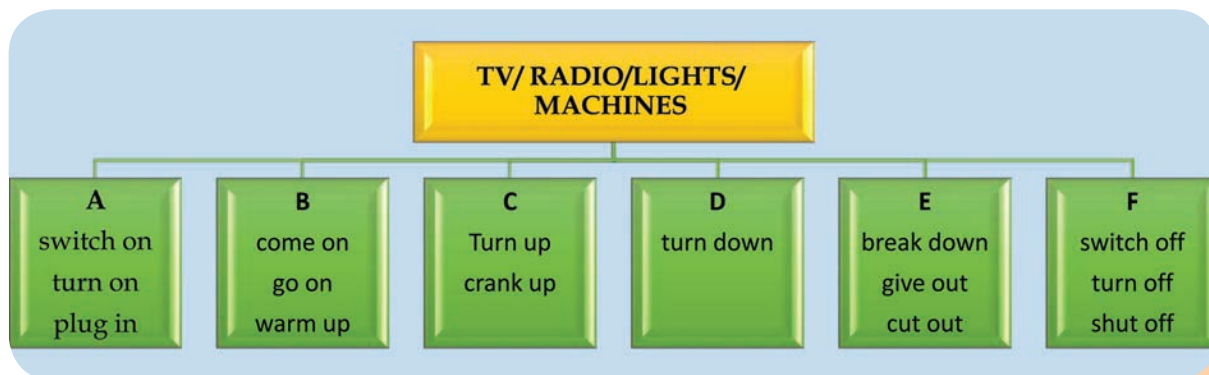 TV/ RADIO/LIGHTS/
MACHINES
A
switch on
turn on
plug in
B
come on
go on
warm up
C
Turn up
crank up
D
turn down
E
break down
give out
cut out
F
switch off
turn off
shut off